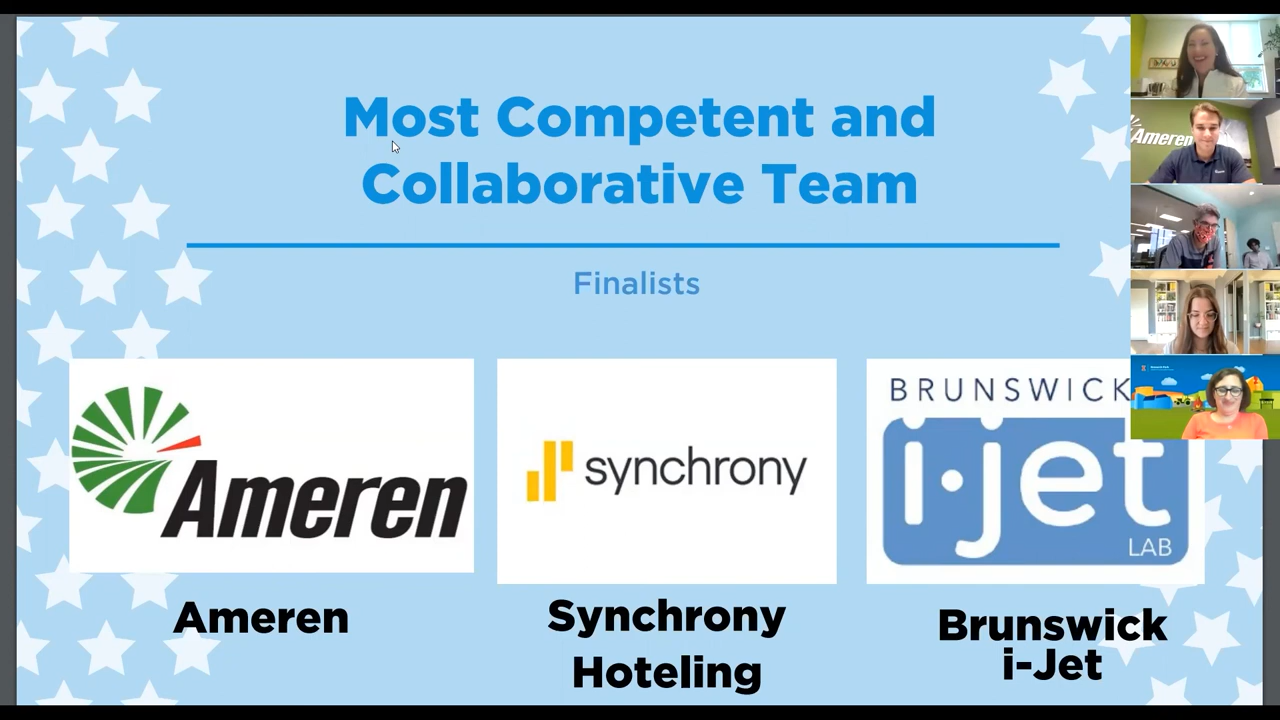 Most Competent and
Collaborative Team
Finalists
Ameren
synchrony
BRUNSWICK
i·jet
LAB
Ameren
Synchrony
Hoteling
Brunswick
i-Jet
Ameren